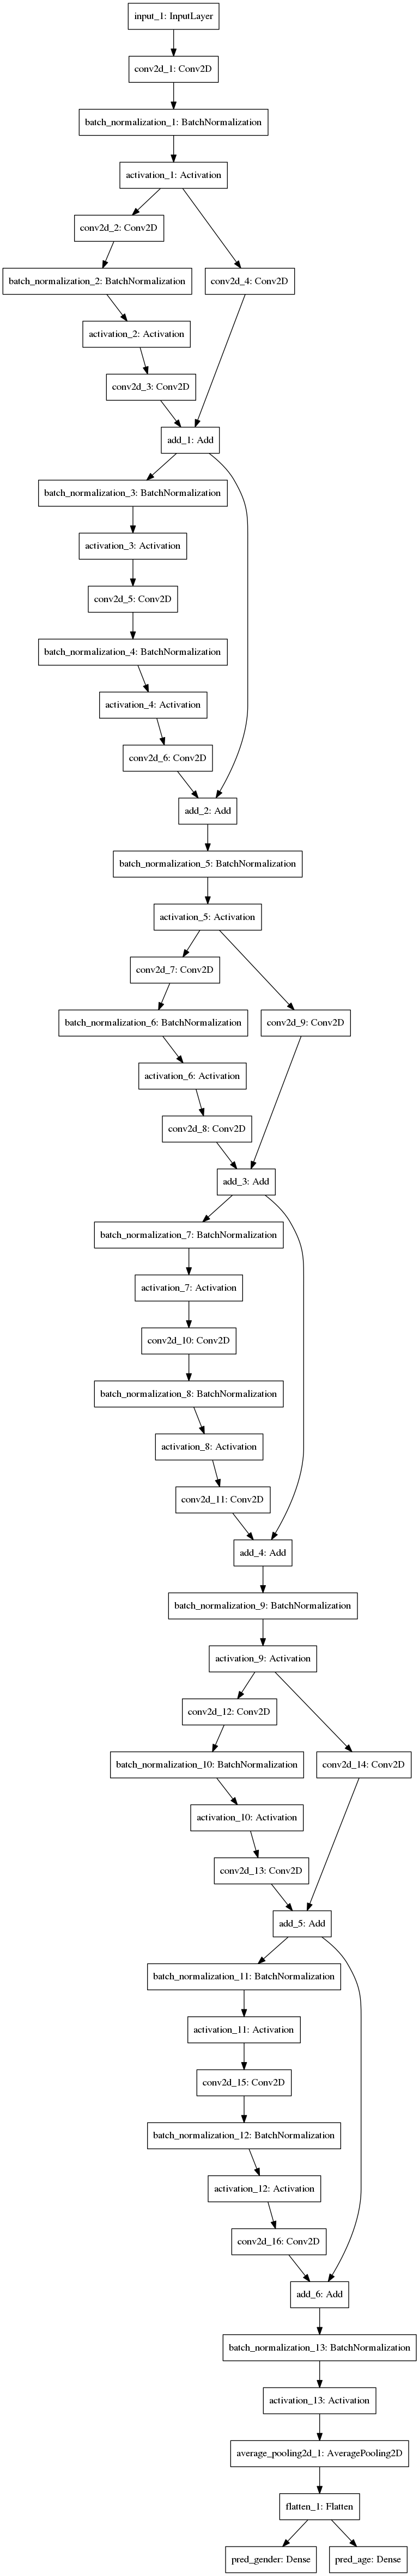 input_1: InputLayer
conv2d_1: Conv2D
batch_normalization_1: BatchNormalization
activation_1: Activation
conv2d_2: Conv2D
batch_normalization_2: BatchNormalization
conv2d_4: Conv2D
activation_2: Activation
conv2d_3: Conv2D
add_1: Add
batch_normalization_3: BatchNormalization
activation_3: Activation
conv2d_5: Conv2D
batch_normalization_4: BatchNormalization
activation_4: Activation
conv2d_6: Conv2D
add_2: Add
batch_normalization_5: BatchNormalization
activation_5: Activation
conv2d_7: Conv2D
batch_normalization_6: BatchNormalization
conv2d_9: Conv2D
activation_6: Activation
conv2d_8: Conv2D
add_3: Add
batch_normalization_7: BatchNormalization
activation_7: Activation
conv2d_10: Conv2D
batch_normalization_8: BatchNormalization
activation_8: Activation
conv2d_11: Conv2D
add_4: Add
batch_normalization_9: BatchNormalization
activation_9: Activation
conv2d_12: Conv2D
batch_normalization_10: BatchNormalization
conv2d_14: Conv2D
activation_10: Activation
conv2d_13: Conv2D
add_5: Add
batch_normalization_11: BatchNormalization
activation_11: Activation
conv2d_15: Conv2D
batch_normalization_12: BatchNormalization
activation_12: Activation
conv2d_16: Conv2D
add_6: Add
batch_normalization_13: BatchNormalization
activation_13: Activation
average_pooling2d_1: AveragePooling2D
flatten_1: Flatten
pred_gender: Dense
pred_age: Dense